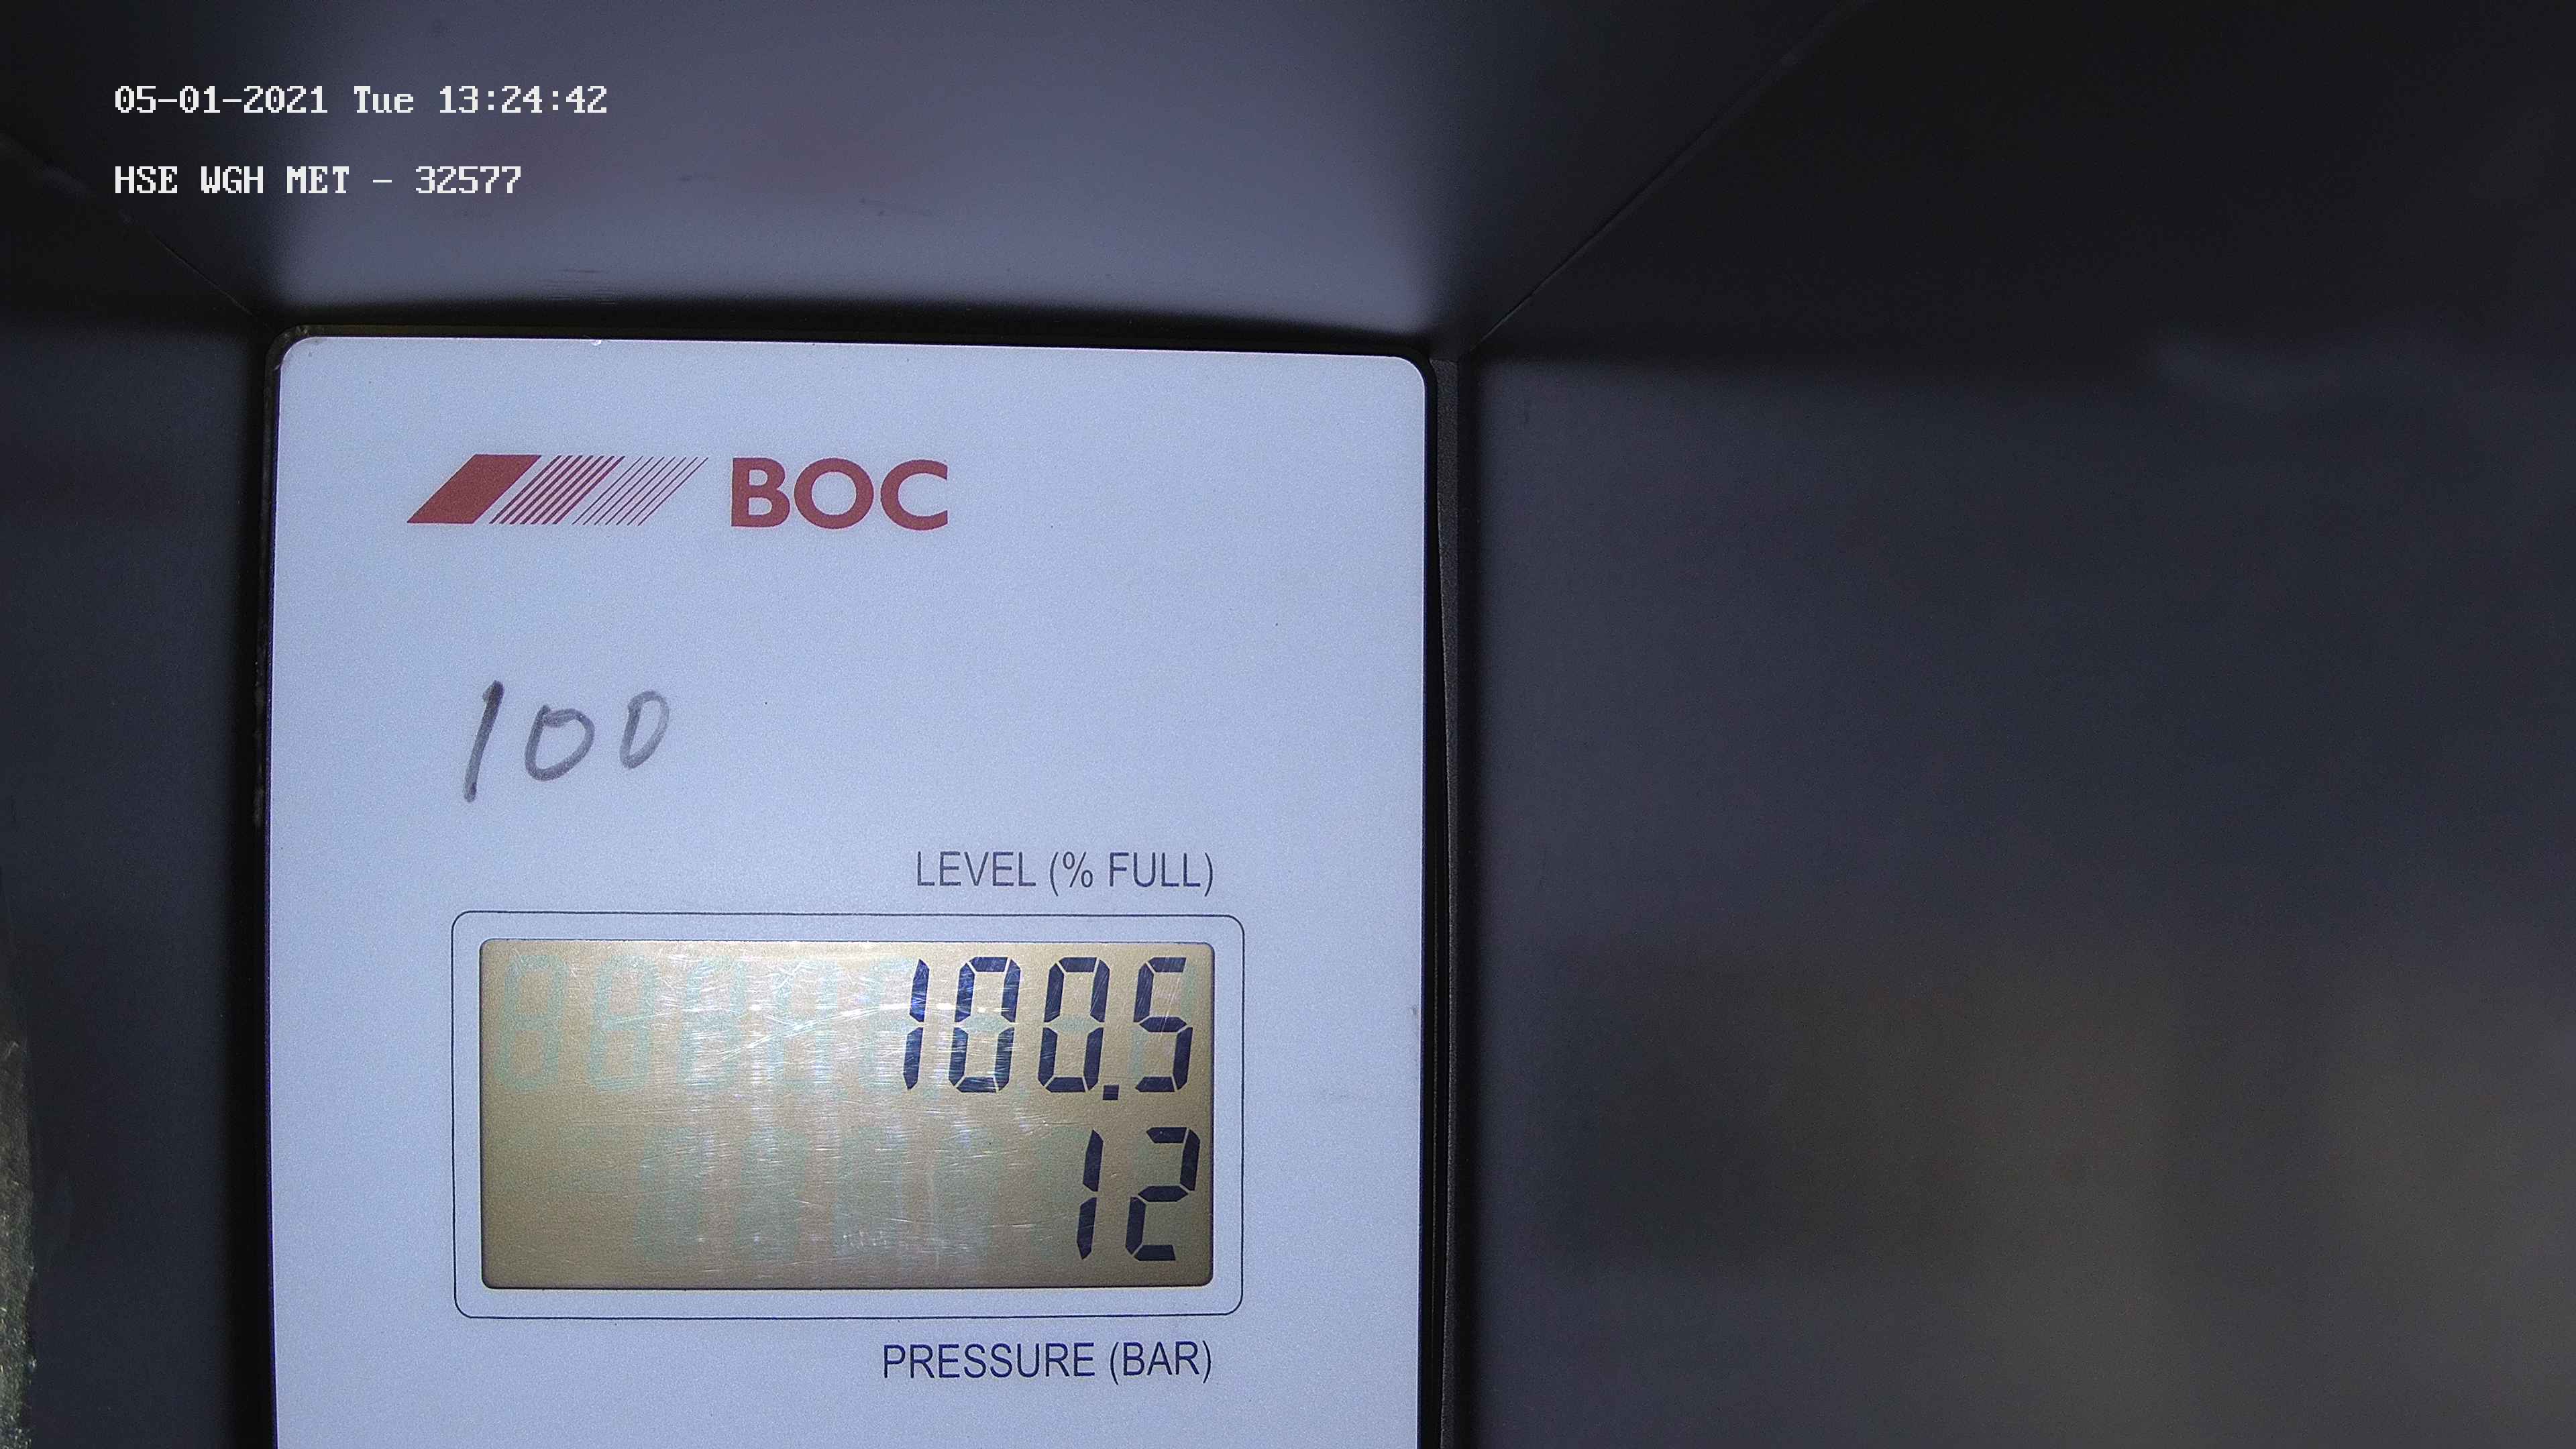 05-01-2021 Tue 13:24:42
HSE WGH MET - 32577
BOC
100
LEVEL (% FULL)
100.5
12
PRESSURE (BAR)